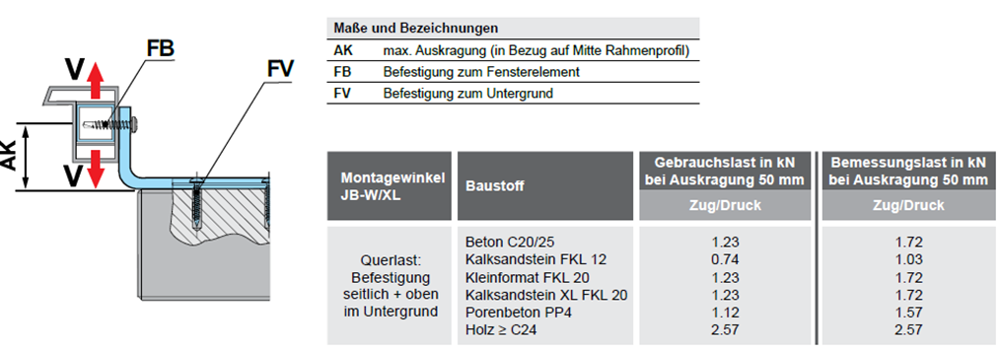 FB
V
FV
AK
V
Maße und Bezeichnungen
AK max. Auskragung (in Bezug auf Mitte Rahmenprofil)
FB Befestigung zum Fensterelement
FV Befestigung zum Untergrund
Montagewinkel JB-W/XL
Baustoff
Gebrauchslast in kN
bei Auskragung 50 mm
Zug/Druck
Bemessungslast in kN
bei Auskragung 50 mm
Zug/Druck
Querlast:
Befestigung
seitlich + oben
im Untergrund
Beton C20/25 1.23 1.72
Kalksandstein FKL 12 0.74 1.03
Kleinformat FKL 20 1.23 1.72
Kalksandstein XL FKL 20 1.23 1.72
Porenbeton PP4 1.12 1.57
Holz ≥ C24 2.57 2.57